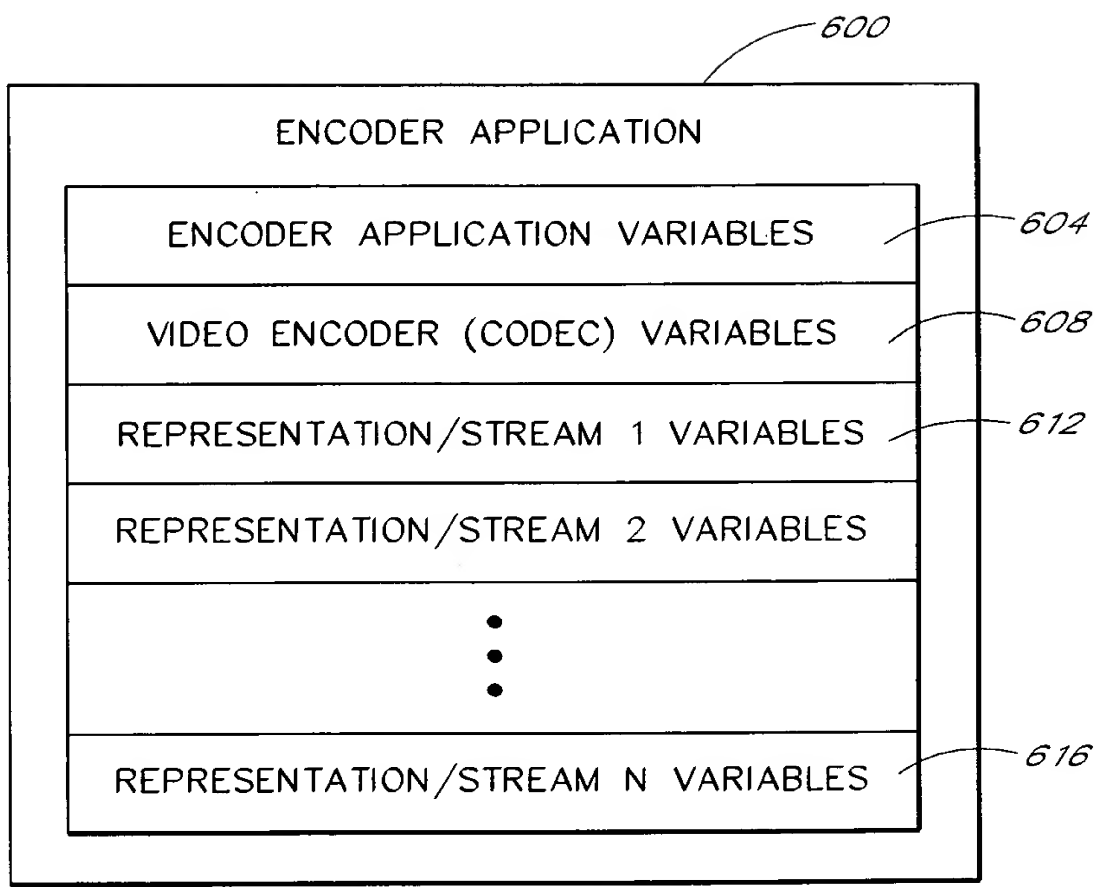 600
ENCODER APPLICATION
ENCODER APPLICATION VARIABLES
604
VIDEO ENCODER (CODEC) VARIABLES
608
REPRESENTATION/STREAM 1 VARIABLES
612
REPRESENTATION/STREAM 2 VARIABLES
REPRESENTATION/STREAM N VARIABLES
616